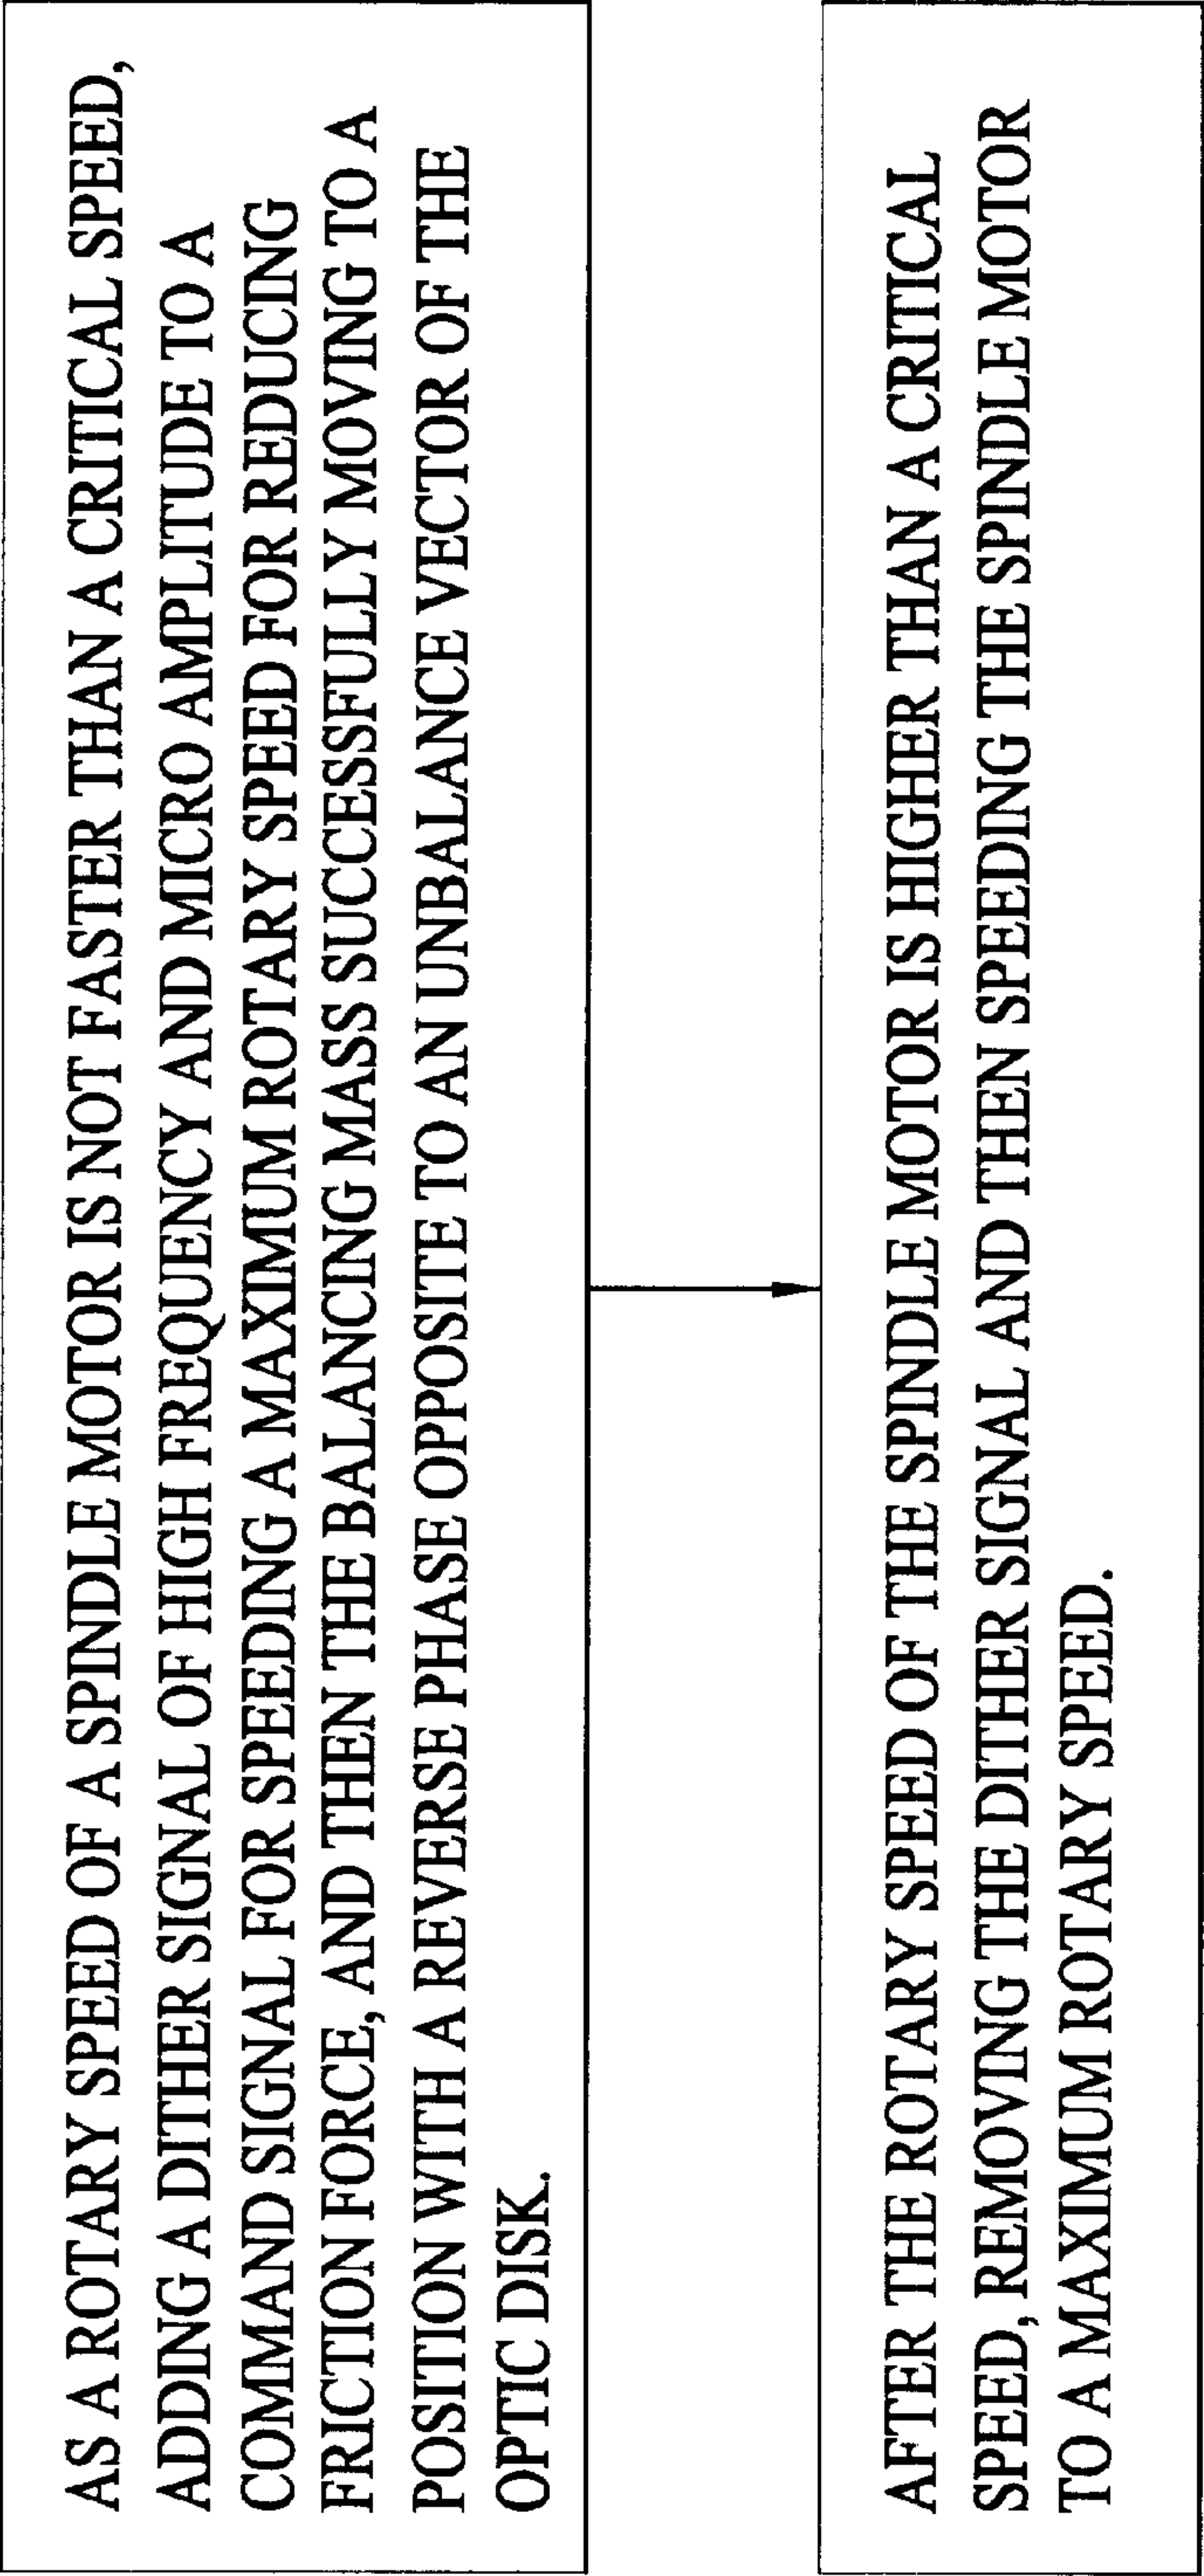 AS A ROTARY SPEED OF A SPINDLE MOTOR IS NOT FASTER THAN A CRITICAL SPEED,
ADDING A DITHER SIGNAL OF HIGH FREQUENCY AND MICRO AMPLITUDE TO A
COMMAND SIGNAL FOR SPEEDING A MAXIMUM ROTARY SPEED FOR REDUCING
FRICTION FORCE, AND THEN THE BALANCING MASS SUCCESSFULLY MOVING TO A
POSITION WITH A REVERSE PHASE OPPOSITE TO AN UNBALANCE VECTOR OF THE
OPTIC DISK.
AFTER THE ROTARY SPEED OF THE SPINDLE MOTOR IS HIGHER THAN A CRITICAL
SPEED, REMOVING THE DITHER SIGNAL AND THEN SPEEDING THE SPINDLE MOTOR
TO A MAXIMUM ROTARY SPEED.